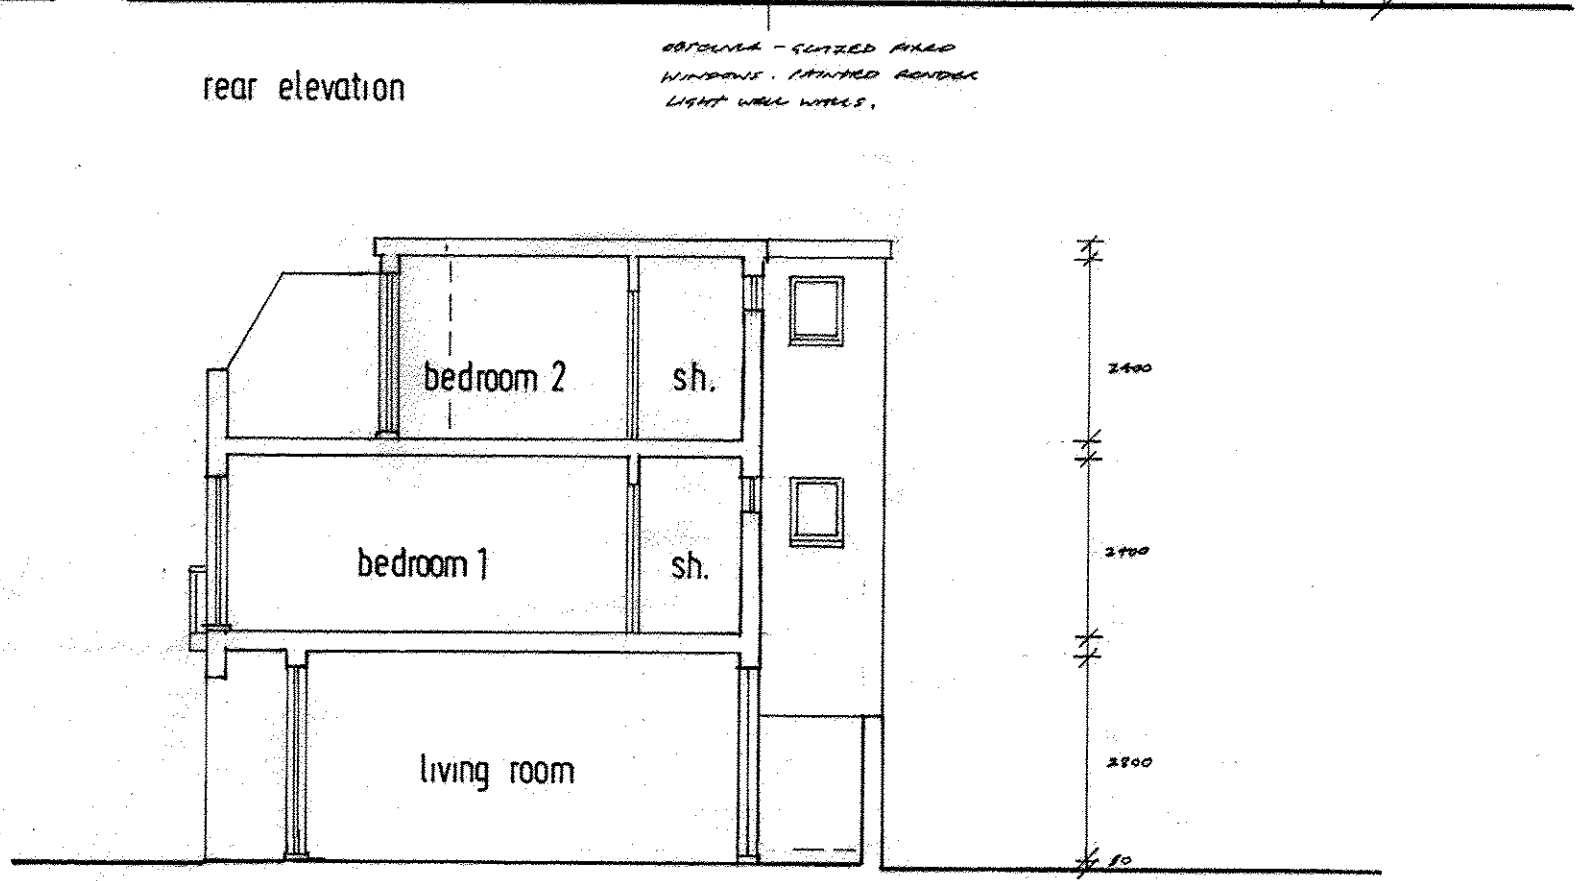 rear elevation
OBSCURED - GLAZED FIXED
WINDOWS. PAINTED RENDER
LIGHT WELL WALLS.
bedroom 2
sh.
2400
bedroom 1
sh.
2400
living room
2800
80